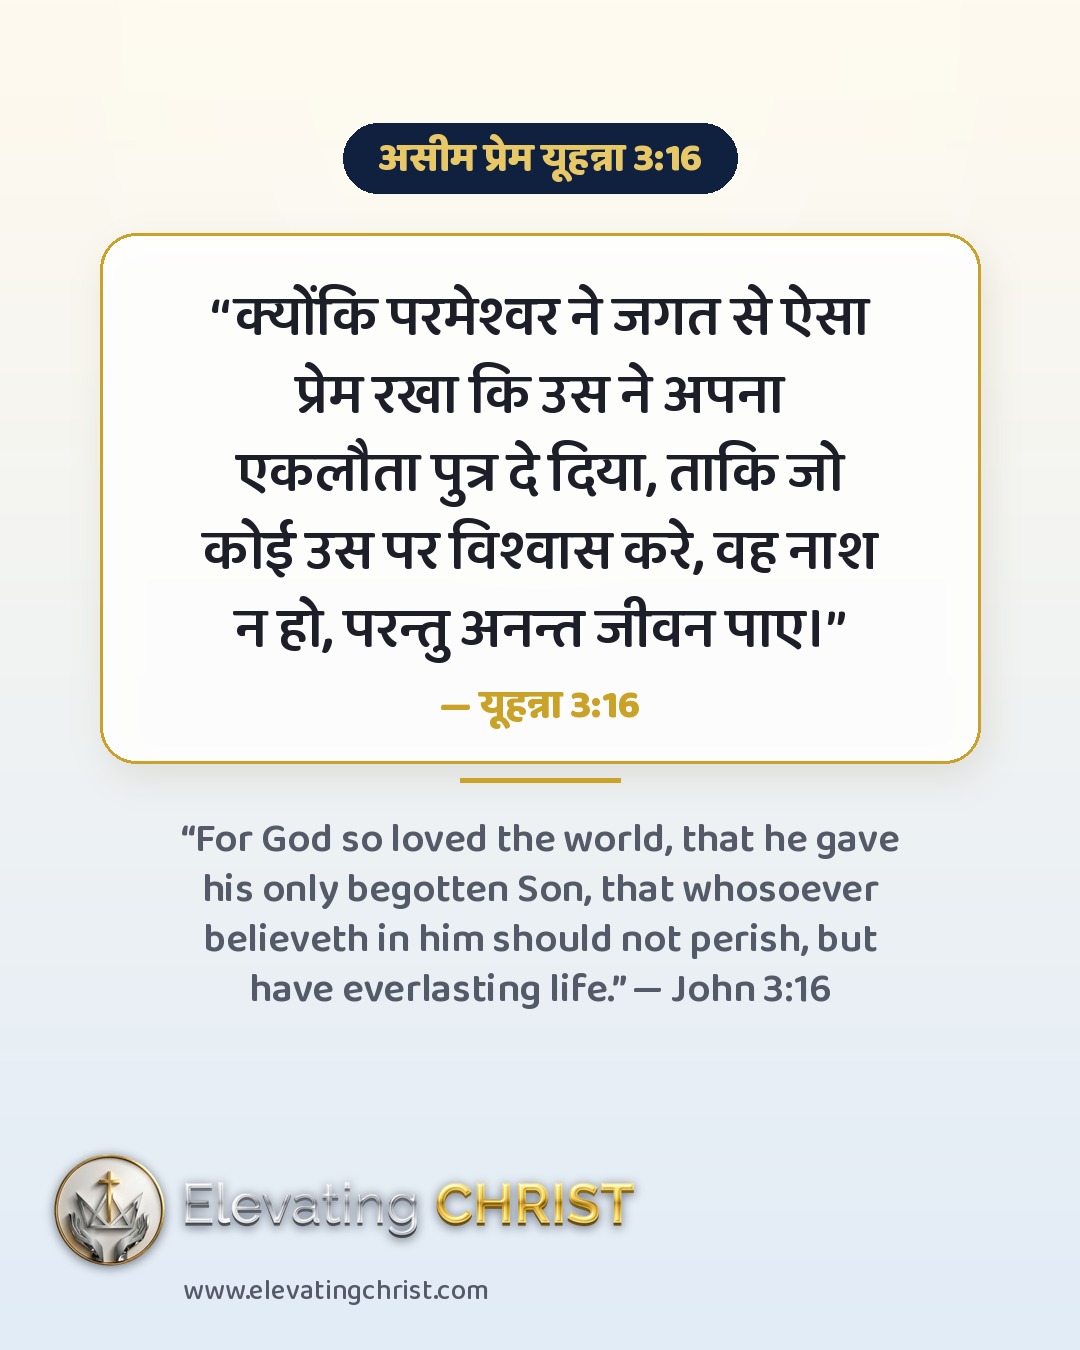 असीम प्रेम यूहन्ना 3:16
“क्योंकि परमेश्वर ने जगत से ऐसा
प्रेम रखा कि उस ने अपना
एकलौता पुत्र दे दिया, ताकि जो
कोई उस पर विश्वास करे, वह नाश
न हो, परन्तु अनन्त जीवन पाए।”
— यूहन्ना 3:16
“For God so loved the world, that he gave
his only begotten Son, that whosoever
believeth in him should not perish, but
have everlasting life.” — John 3:16
Elevating CHRIST
www.elevatingchrist.com